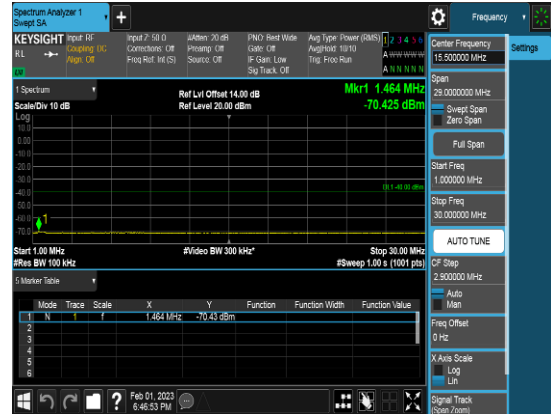 Spectrum Analyzer 1
Swept SA
+
Frequency
KEYSIGHT Input: RF Input Z: 50 Ω #Atten: 20 dB PNO: Best Wide Avg Type: Power (RMS) 1 2 3 4 5 6
RL Coupling: DC Corrections: Off Preamp: Off Gate: Off Avg|Hold: 10/10 A W W W W W
Align: Off Freq Ref: Int (S) Source: Off IF Gain: Low Trig: Free Run
Sig Track: Off A N N N N N
1 Spectrum
Ref Lvl Offset 14.00 dB
Mkr1 1.464 MHz
Scale/Div 10 dB
Ref Level 20.00 dBm
-70.425 dBm
Log
10.0
0.00
-10.0
-20.0
-30.0
-40.0
DL1 -40.00 dBm
-50.0
-60.0
1
-70.0
Start 1.00 MHz
#Video BW 300 kHz*
Stop 30.00 MHz
#Res BW 100 kHz
#Sweep 1.00 s (1001 pts)
5 Marker Table
Mode Trace Scale X Y Function Function Width Function Value
1 N 1 f 1.464 MHz -70.43 dBm
2
3
4
5
6
?
Feb 01, 2023
6:46:53 PM
Center Frequency
15.500000 MHz
Settings
Span
29.0000000 MHz
Swept Span
Zero Span
Full Span
Start Freq
1.000000 MHz
Stop Freq
30.000000 MHz
AUTO TUNE
CF Step
2.900000 MHz
Auto
Man
Freq Offset
0 Hz
X Axis Scale
Log
Lin
Signal Track
(Span Zoom)